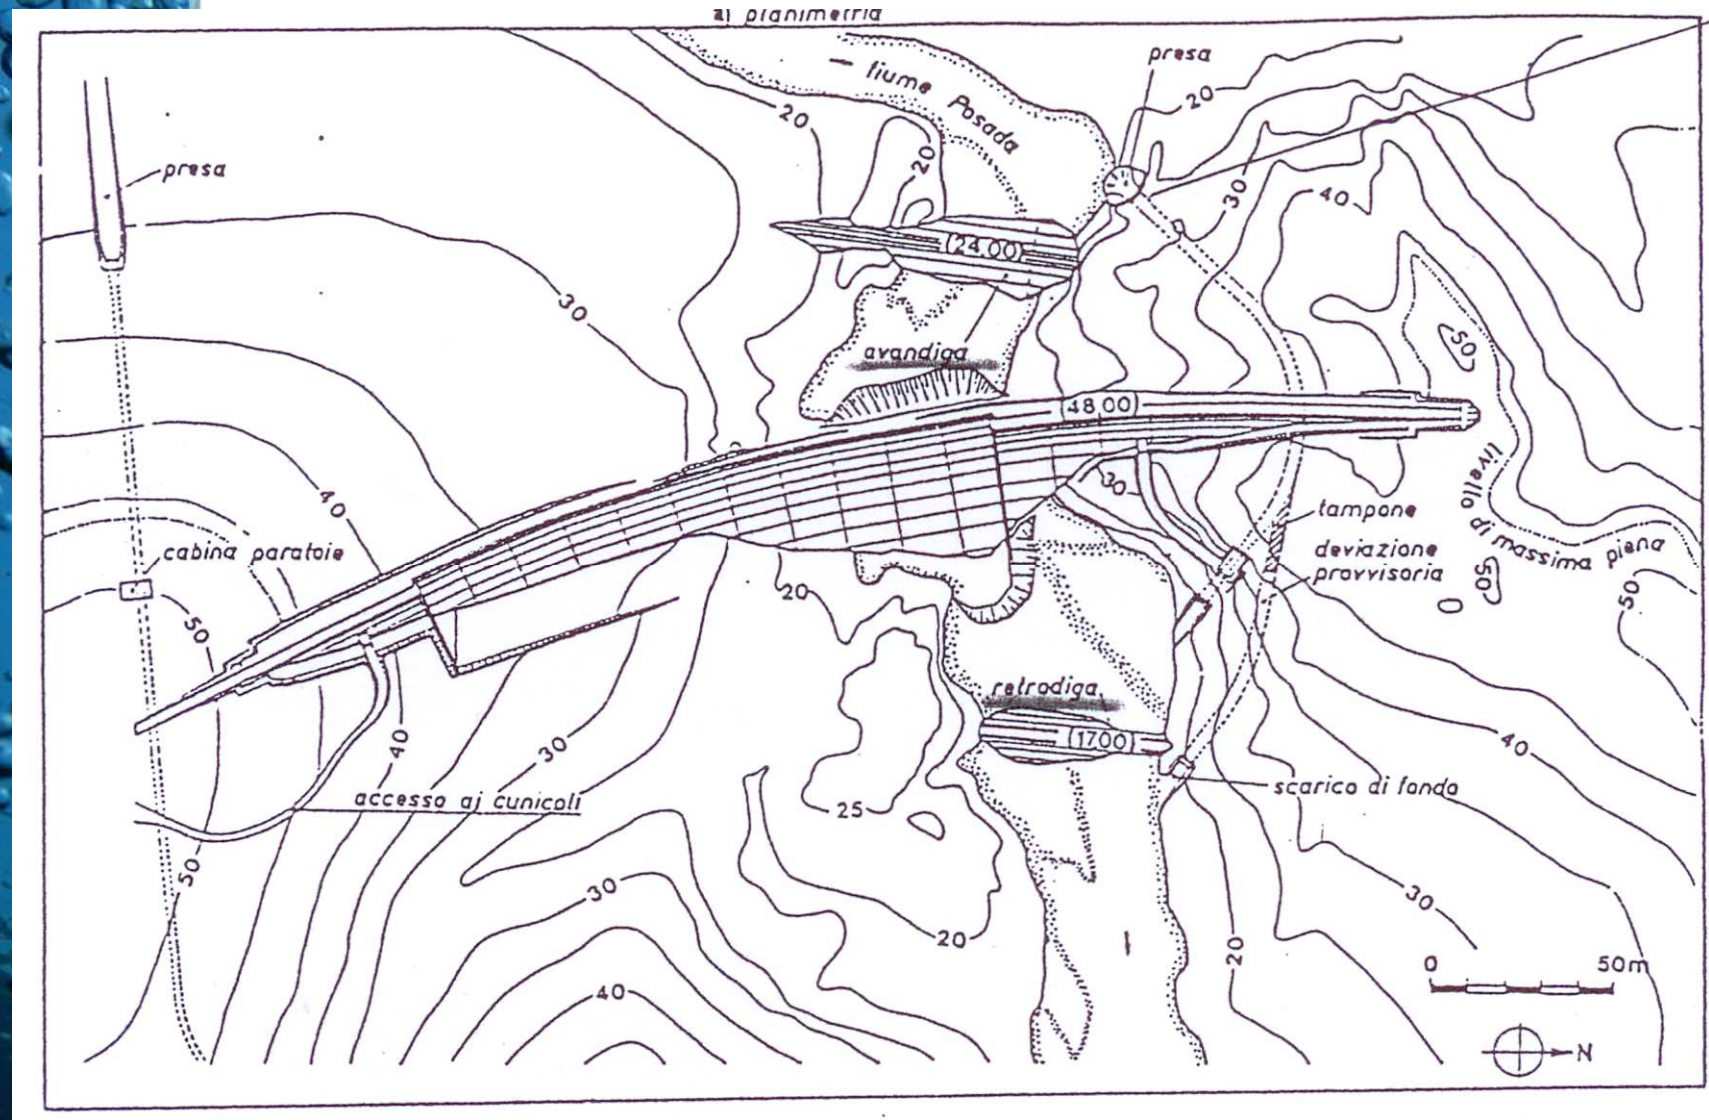 a) planimetria
presa
fiume Posada
20
20
20
presa
30
40
(24.00)
30
50
avandiga
(48.00)
40
30
livello di massima piena
tampone
cabina paratoie
deviazione
provvisoria
50
20
50
50
retrodiga
(17.00)
40
30
40
accesso ai cunicoli
scarico di fondo
25
50
30
30
20
20
0 50m
40
N